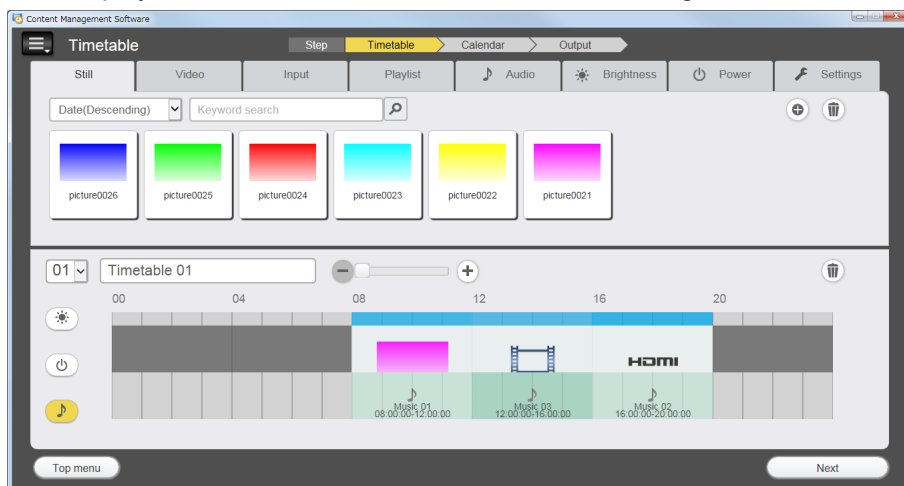 Content Management Software
Timetable
Step
Timetable
Calendar
Output
Still
Video
Input
Playlist
Audio
Brightness
Power
Settings
Date(Descending)
Keyword search
picture0026
picture0025
picture0024
picture0023
picture0022
picture0021
01
Timetable 01
00
04
08
12
16
20
HDMI
Music 01
08:00:00-12:00:00
Music 03
12:00:00-16:00:00
Music 02
16:00:00-20:00:00
Top menu
Next